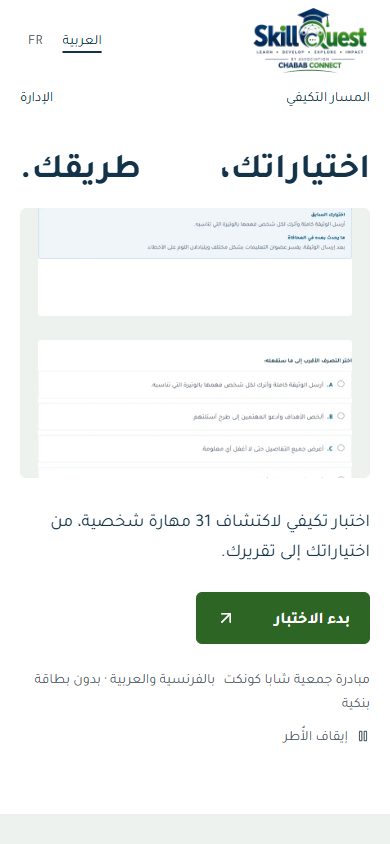 SkillQuest
LEARN • DEVELOP • EXPLORE • IMPACT
BY ASSOCIATION
CHABAB CONNECT
العربية FR
المسار التكيفي الإدارة
اختياراتك، طريقك.
اختيارك السابق
أرسل الوثيقة كاملة وأترك لكل شخص فهمها بالوتيرة التي تناسبه.
ما يحدث بعده في المحاكاة
بعد إرسال الوثيقة، يفسر عضوان التعليمات بشكل مختلف ويتبادلان اللوم على الأخطاء.
اختر التصرف الأقرب إلى ما ستفعله:
A. أرسل الوثيقة كاملة وأترك لكل شخص فهمها بالوتيرة التي تناسبه.
B. ألخص الأهداف وأدعو المهتمين إلى طرح أسئلتهم.
C. أعرض جميع التفاصيل حتى لا أغفل أي معلومة.
اختبار تكيفي لاكتشاف 31 مهارة شخصية، من
اختياراتك إلى تقريرك.
بدء الاختبار
مبادرة جمعية شابا كونكت بالفرنسية والعربية · بدون بطاقة
بنكية
إيقاف الأُطر